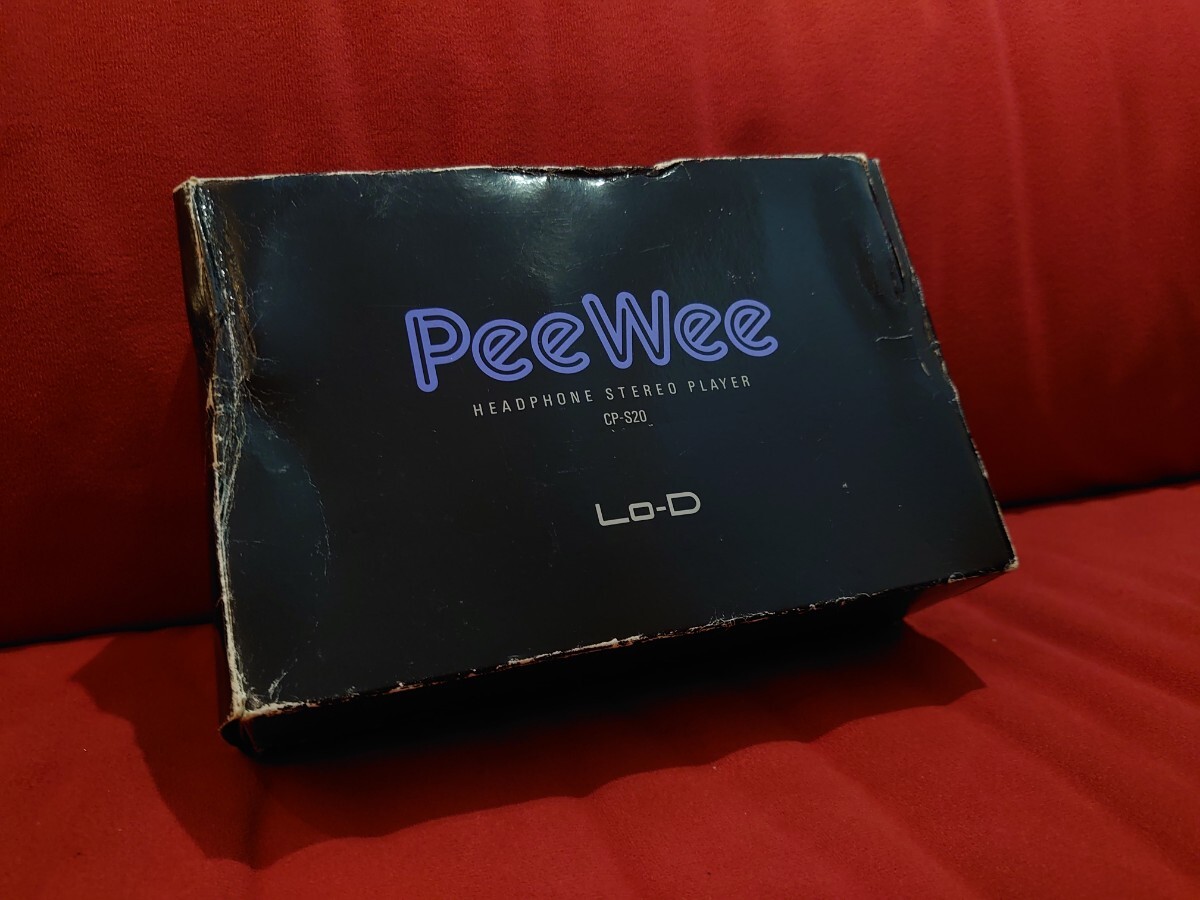 PeeWee
HEADPHONE STEREO PLAYER
CP-S20
Lo-D